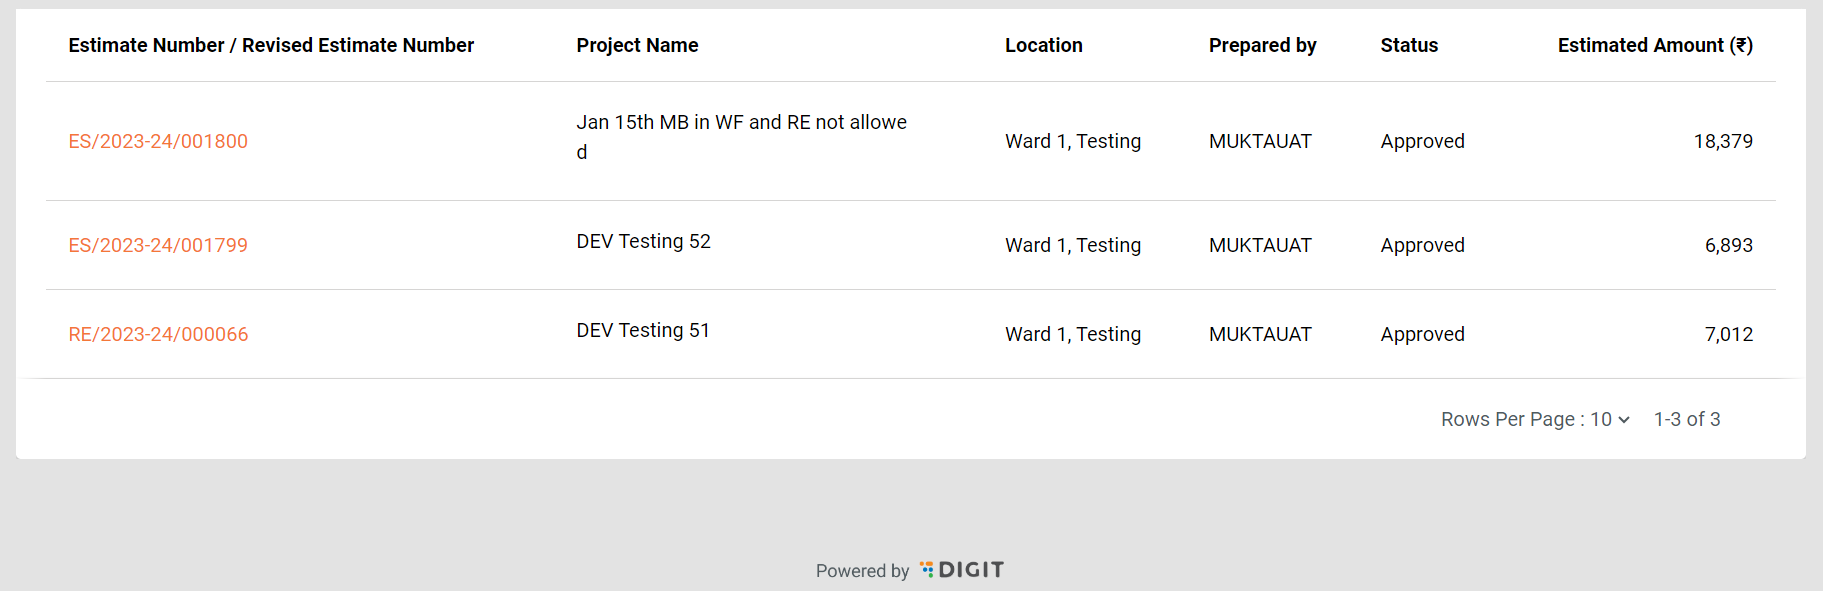 Estimate Number / Revised Estimate Number Project Name Location Prepared by Status Estimated Amount (₹)
Jan 15th MB in WF and RE not allowe
ES/2023-24/001800 Ward 1, Testing MUKTAUAT Approved 18,379
d
ES/2023-24/001799 DEV Testing 52 Ward 1, Testing MUKTAUAT Approved 6,893
RE/2023-24/000066 DEV Testing 51 Ward 1, Testing MUKTAUAT Approved 7,012
Rows Per Page : 10 1-3 of 3
Powered by DIGIT